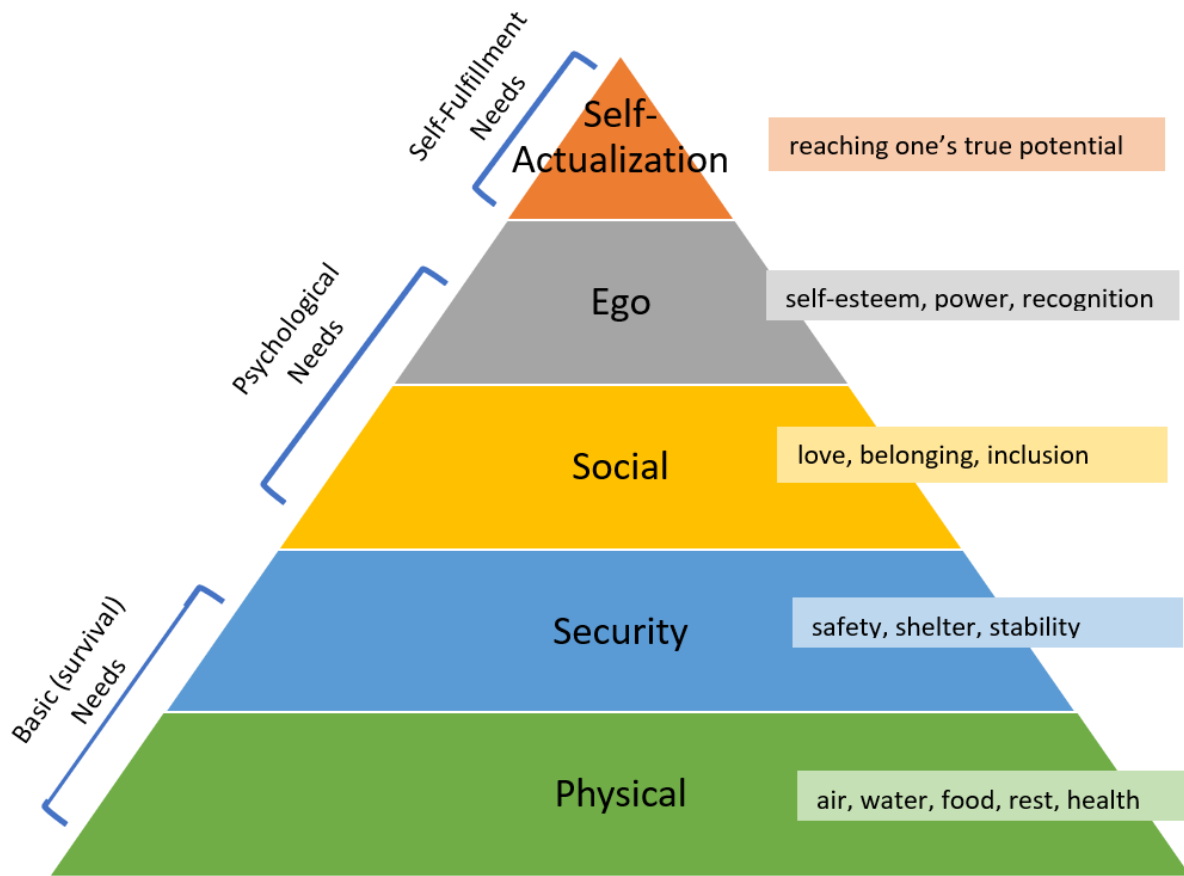 Self-Fulfillment
Needs
Self-
Actualization
reaching one’s true potential
Psychological
Needs
Ego
self-esteem, power, recognition
Social
love, belonging, inclusion
Basic (survival)
Needs
Security
safety, shelter, stability
Physical
air, water, food, rest, health